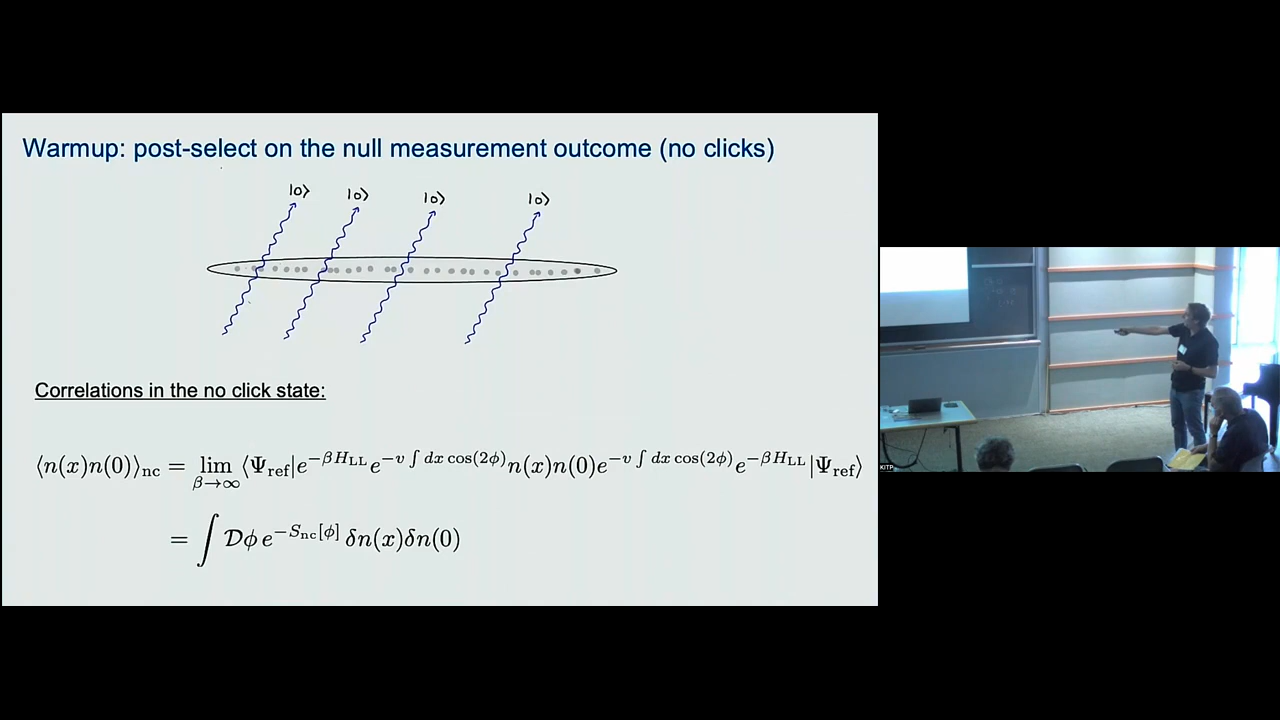 Warmup: post-select on the null measurement outcome (no clicks)
|0⟩ |0⟩ |0⟩ |0⟩
Correlations in the no click state:
⟨n(x)n(0)⟩_nc = lim_{β→∞} ⟨Ψ_ref|e^{−βH_LL} e^{−v∫dx cos(2ϕ)} n(x)n(0) e^{−v∫dx cos(2ϕ)} e^{−βH_LL}|Ψ_ref⟩
= ∫ 𝒟ϕ e^{−S_nc[ϕ]} δn(x)δn(0)
KITP